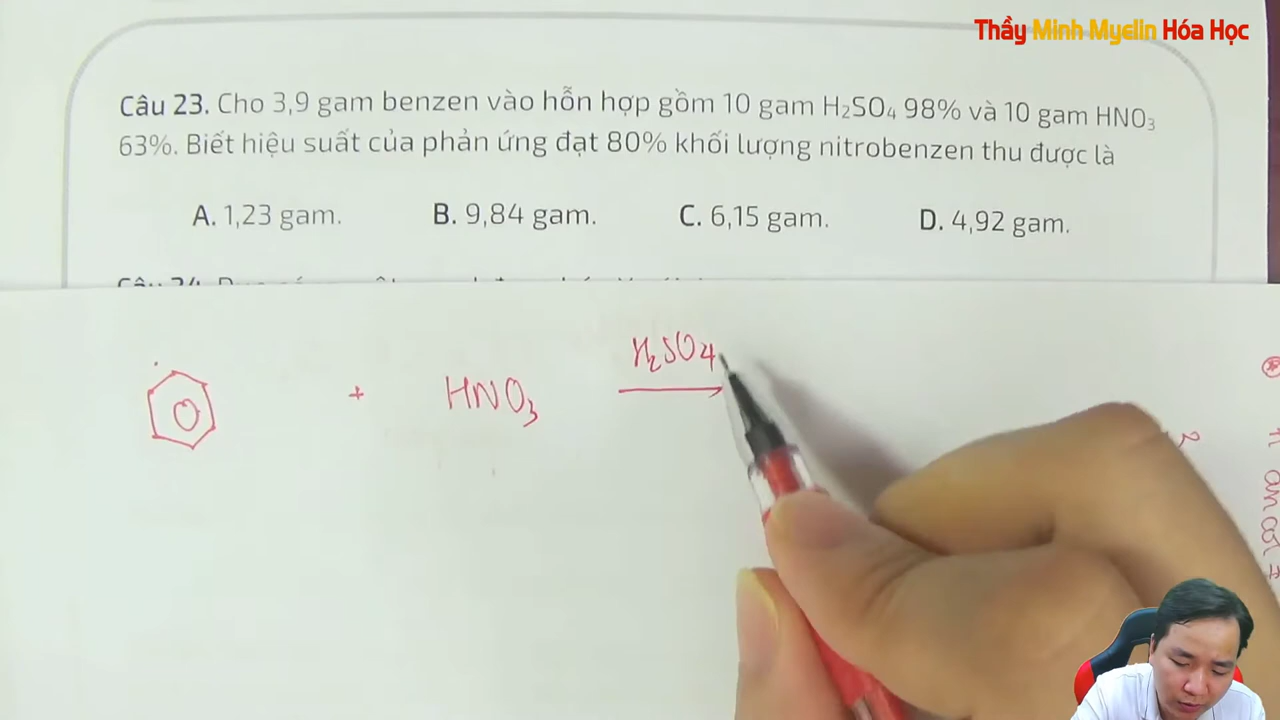 Thầy Minh Myelin Hóa Học
Câu 23. Cho 3,9 gam benzen vào hỗn hợp gồm 10 gam H₂SO₄ 98% và 10 gam HNO₃
63%. Biết hiệu suất của phản ứng đạt 80% khối lượng nitrobenzen thu được là
A. 1,23 gam. B. 9,84 gam. C. 6,15 gam. D. 4,92 gam.
H₂SO₄
+ HNO₃